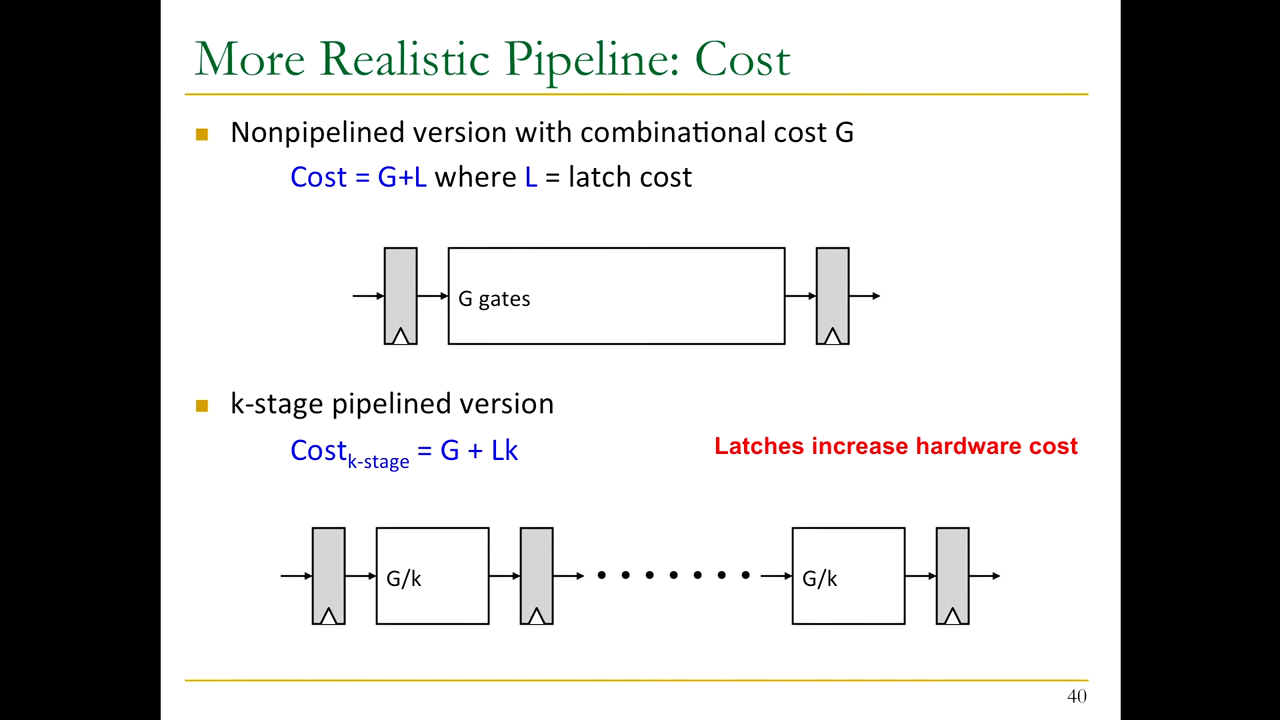 More Realistic Pipeline: Cost
Nonpipelined version with combinational cost G
Cost = G+L where L = latch cost
G gates
k-stage pipelined version
Costk-stage = G + Lk
Latches increase hardware cost
G/k
G/k
40